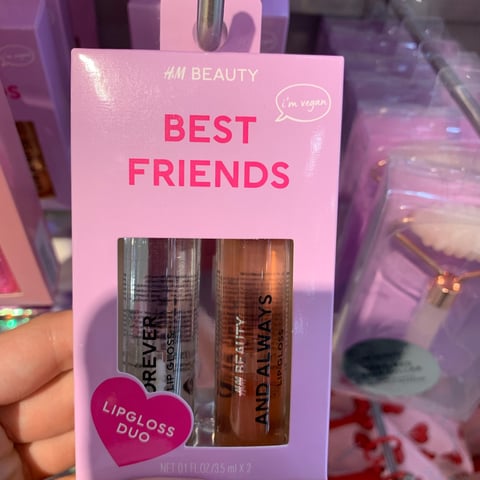 H&M BEAUTY
i'm vegan
BEST
FRIENDS
OREVER
LIP GLOSS
H&M BEAUTY
AND ALWAYS
LIPGLOSS
LIPGLOSS
DUO
NET 0.1 FL.OZ/3.5 ml X 2